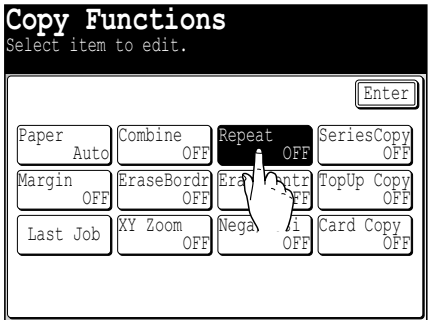 Copy Functions
Select item to edit.
Enter
Paper Combine Repeat SeriesCopy
Auto OFF OFF OFF
Margin EraseBordr TopUp Copy
OFF OFF OFF
Last Job XY Zoom Card Copy
OFF OFF OFF